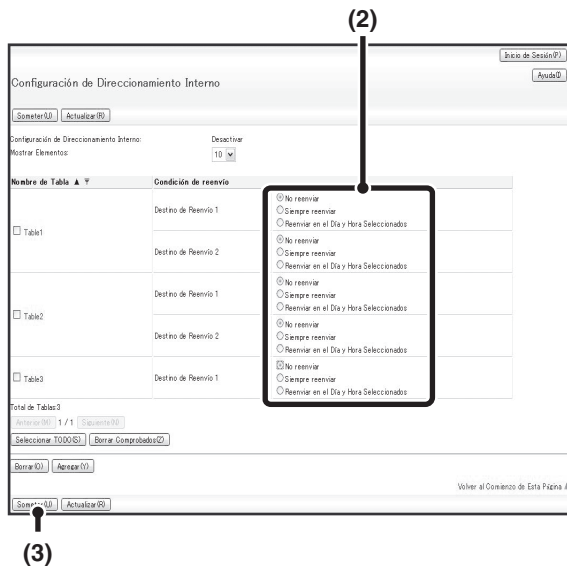 (2)
Inicio de Sesión(P)
Configuración de Direccionamiento Interno
Ayuda(I)
Someter(U) Actualizar(R)
Configuración de Direccionamiento Interno: Desactivar
Mostrar Elementos: 10
Nombre de Tabla ▲ ▼ Condición de reenvío
Table1
Destino de Reenvío 1
No reenviar
Siempre reenviar
Reenviar en el Día y Hora Seleccionados
Destino de Reenvío 2
No reenviar
Siempre reenviar
Reenviar en el Día y Hora Seleccionados
Table2
Destino de Reenvío 1
No reenviar
Siempre reenviar
Reenviar en el Día y Hora Seleccionados
Destino de Reenvío 2
No reenviar
Siempre reenviar
Reenviar en el Día y Hora Seleccionados
Table3
Destino de Reenvío 1
No reenviar
Siempre reenviar
Reenviar en el Día y Hora Seleccionados
Total de Tablas:3
Anterior(M) 1 / 1 Siguiente(N)
Seleccionar TODO(S) Borrar Comprobados(Z)
Borrar(O) Agregar(Y)
Volver al Comienzo de Esta Página
Someter(U) Actualizar(R)
(3)